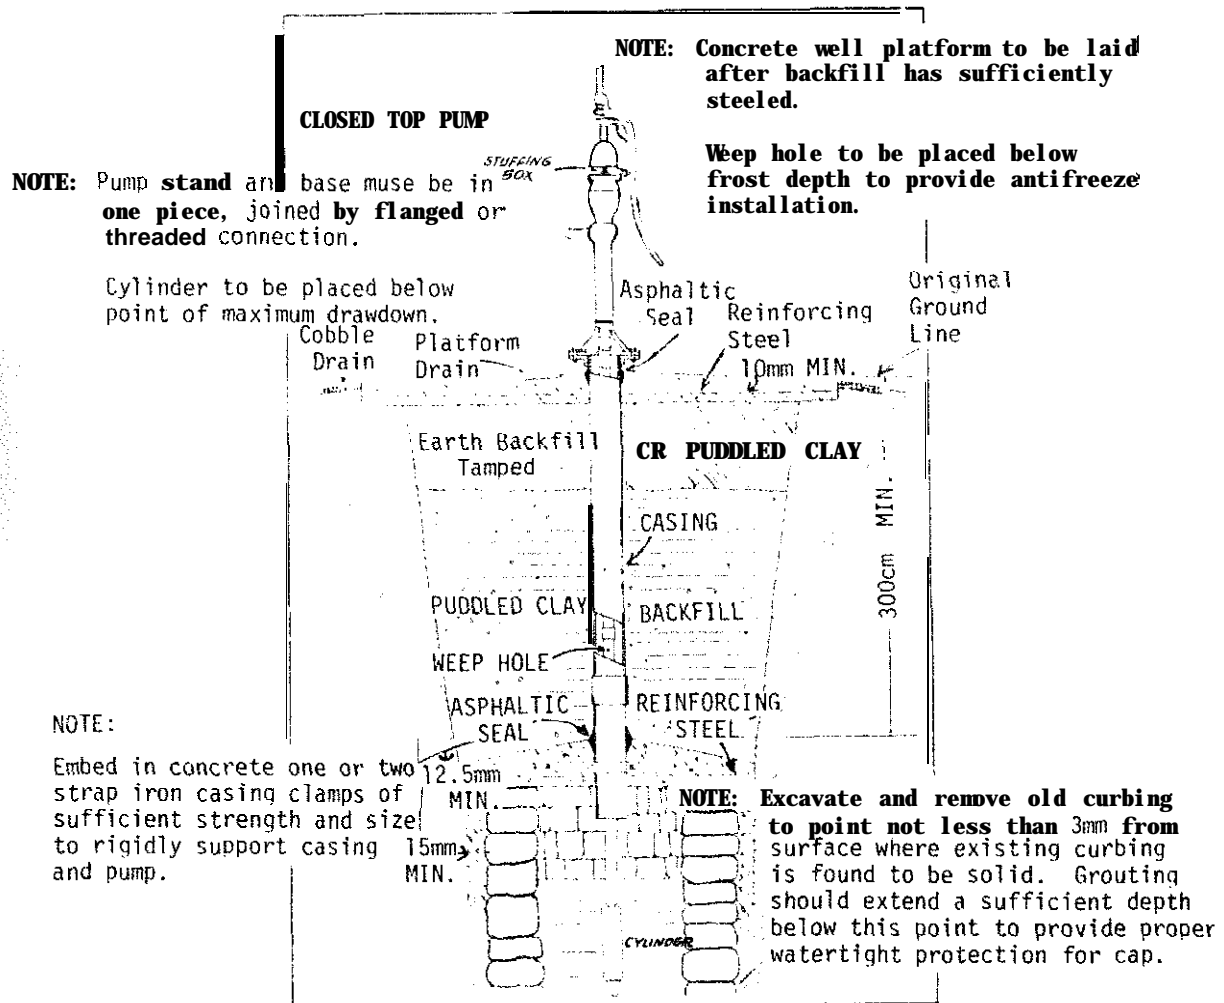 NOTE: Concrete well platform to be laid
after backfill has sufficiently
steeled.
Weep hole to be placed below
frost depth to provide antifreeze
installation.
CLOSED TOP PUMP
STUFFING
BOX
NOTE: Pump stand and base muse be in
one piece, joined by flanged or
threaded connection.
Cylinder to be placed below
point of maximum drawdown.
Cobble
Drain
Platform
Drain
Asphaltic
Seal
Reinforcing
Steel
10mm MIN.
Original
Ground
Line
Earth Backfill
Tamped
CR PUDDLED CLAY
300cm MIN.
CASING
PUDDLED CLAY
BACKFILL
WEEP HOLE
ASPHALTIC
SEAL
REINFORCING
STEEL
NOTE:
Embed in concrete one or two
strap iron casing clamps of
sufficient strength and size
to rigidly support casing
and pump.
12.5mm
MIN.
15mm
MIN.
NOTE: Excavate and remove old curbing
to point not less than 3mm from
surface where existing curbing
is found to be solid. Grouting
should extend a sufficient depth
below this point to provide proper
watertight protection for cap.
CYLINDER